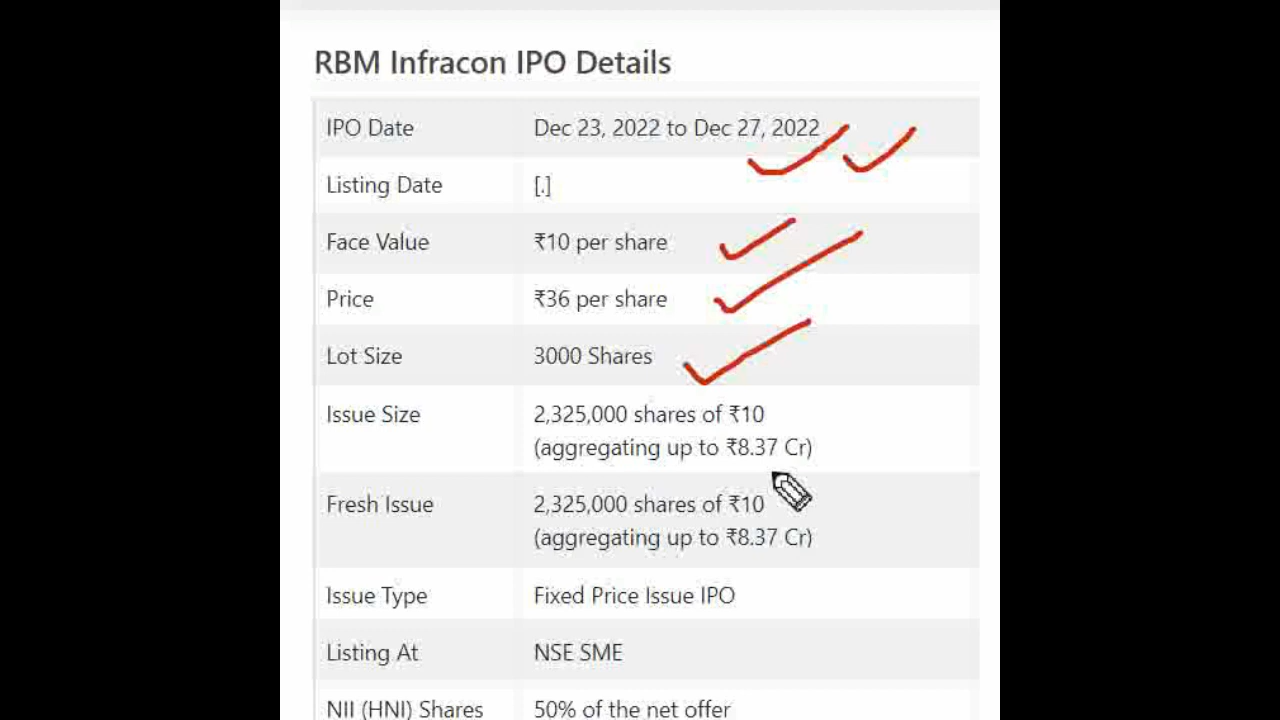 RBM Infracon IPO Details
IPO Date Dec 23, 2022 to Dec 27, 2022
Listing Date [.]
Face Value ₹10 per share
Price ₹36 per share
Lot Size 3000 Shares
Issue Size 2,325,000 shares of ₹10
(aggregating up to ₹8.37 Cr)
Fresh Issue 2,325,000 shares of ₹10
(aggregating up to ₹8.37 Cr)
Issue Type Fixed Price Issue IPO
Listing At NSE SME
NII (HNI) Shares 50% of the net offer